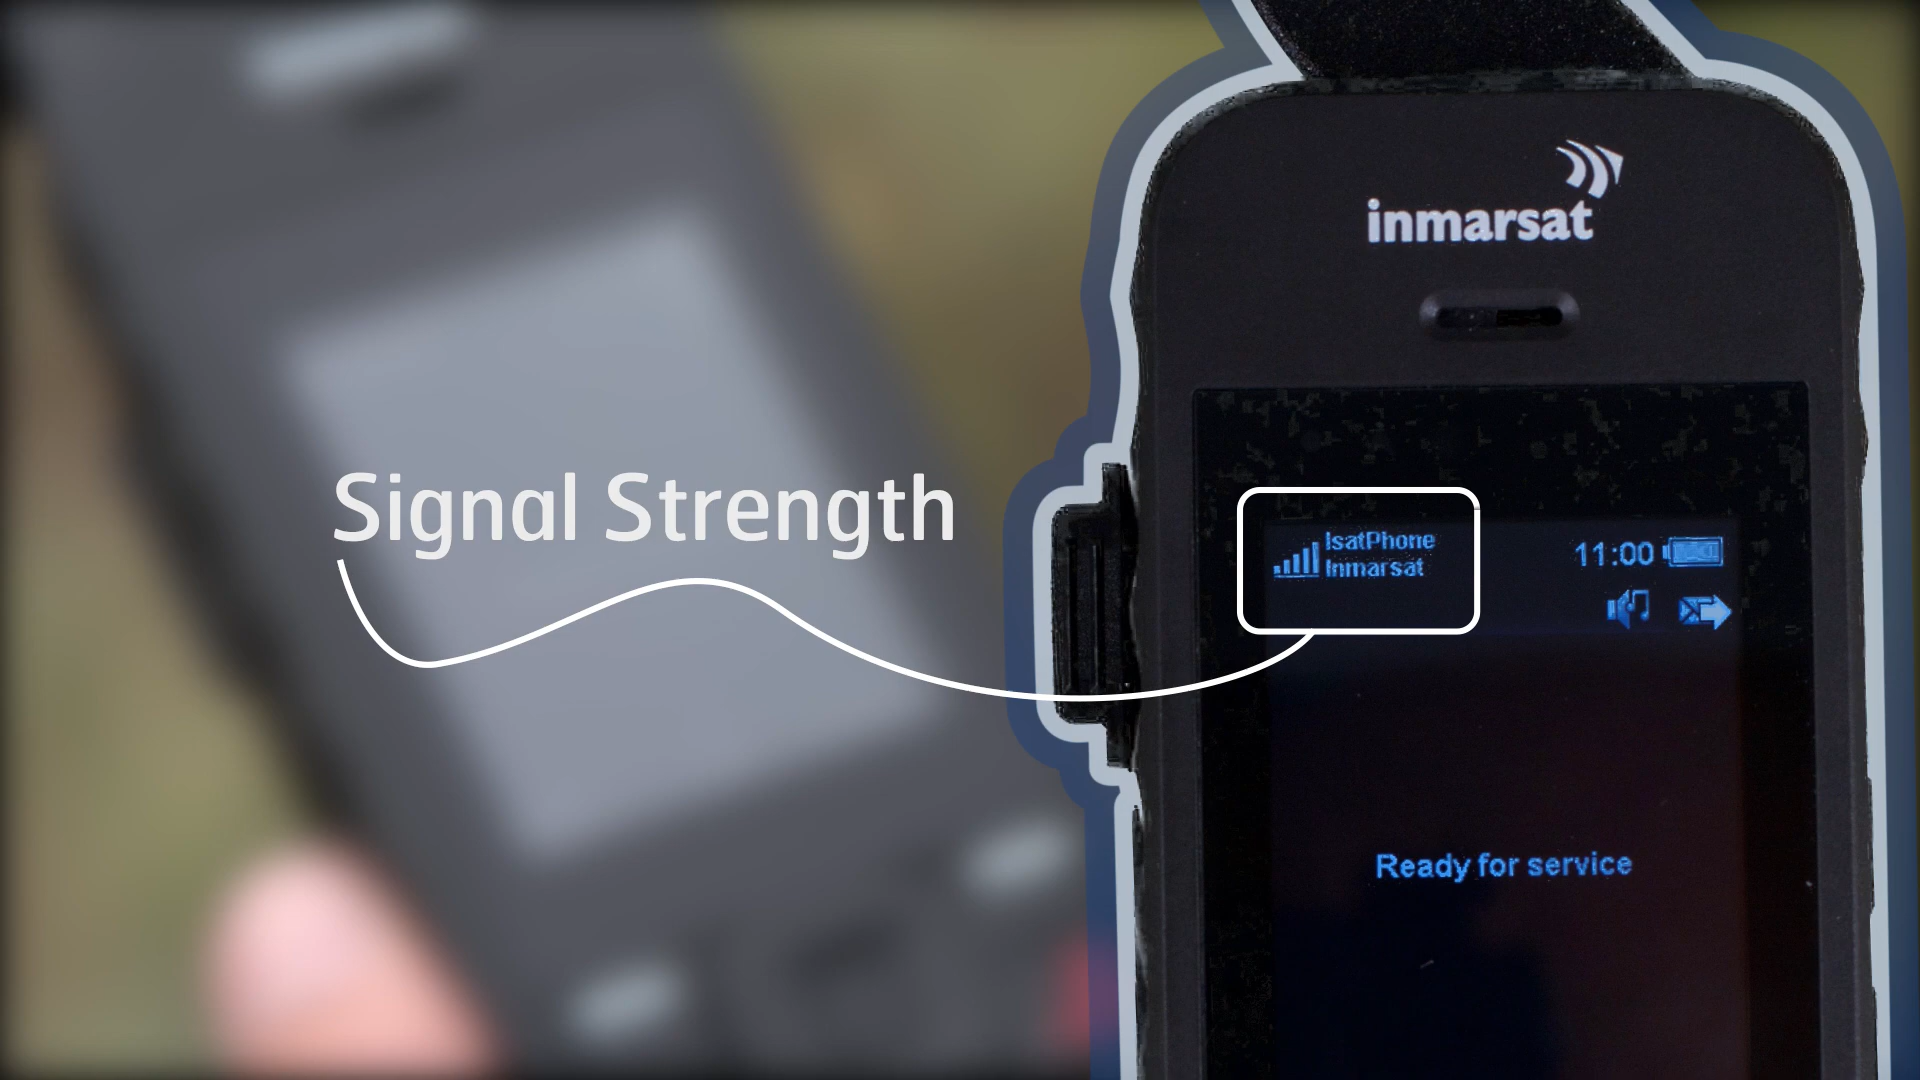 inmarsat
Signal Strength
IsatPhone
Inmarsat
11:00
Ready for service